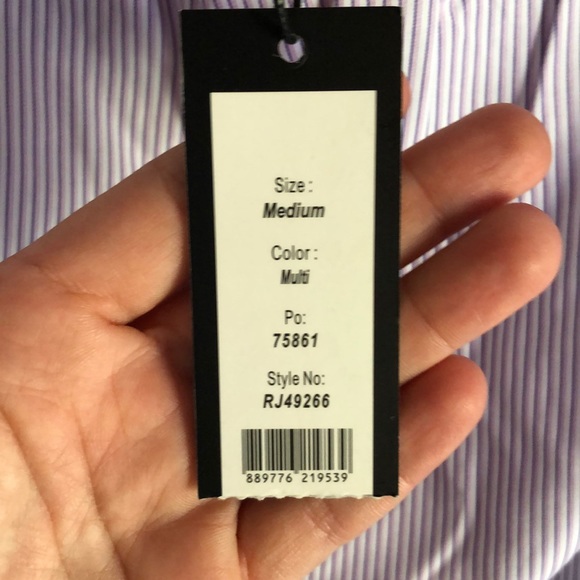 Size :
Medium
Color :
Multi
Po:
75861
Style No:
RJ49266
889776 219539